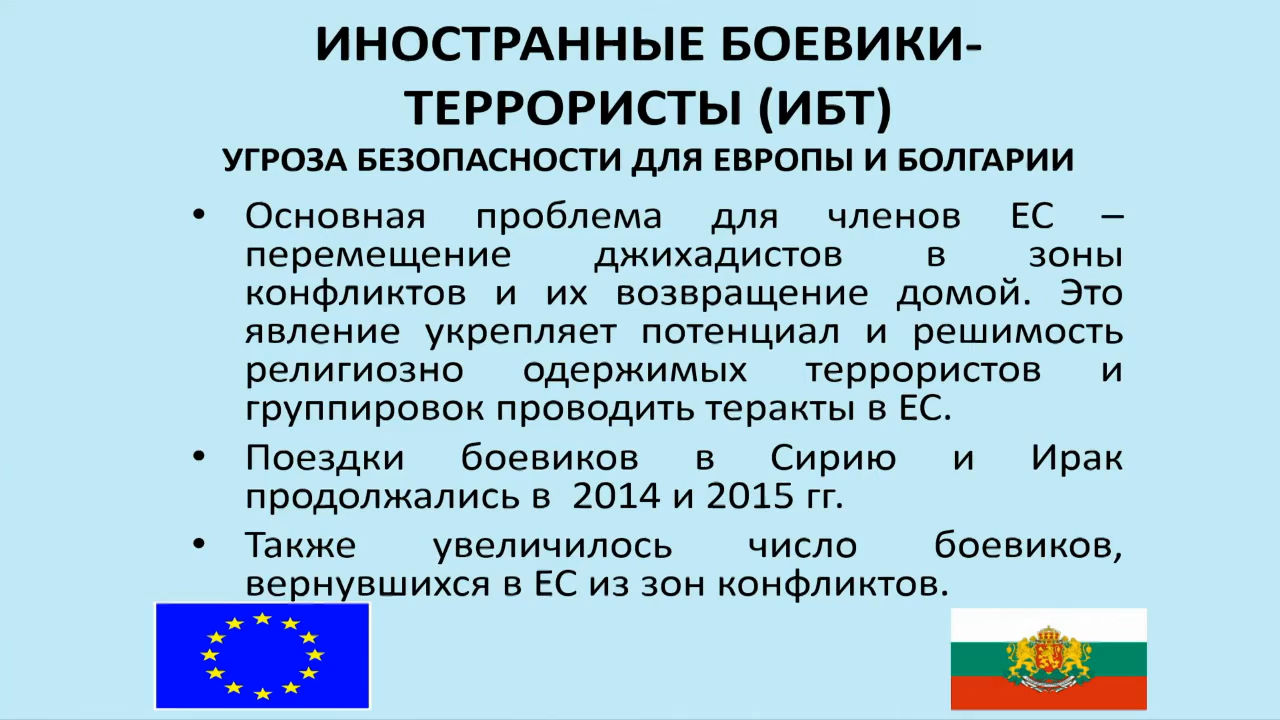 ИНОСТРАННЫЕ БОЕВИКИ-
ТЕРРОРИСТЫ (ИБТ)
УГРОЗА БЕЗОПАСНОСТИ ДЛЯ ЕВРОПЫ И БОЛГАРИИ
• Основная проблема для членов ЕС –
перемещение джихадистов в зоны
конфликтов и их возвращение домой. Это
явление укрепляет потенциал и решимость
религиозно одержимых террористов и
группировок проводить теракты в ЕС.
• Поездки боевиков в Сирию и Ирак
продолжались в 2014 и 2015 гг.
• Также увеличилось число боевиков,
вернувшихся в ЕС из зон конфликтов.